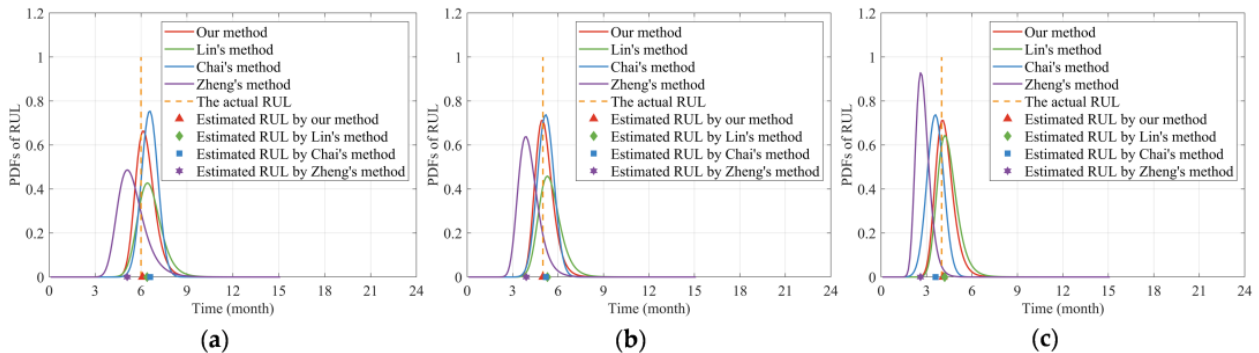 PDFs of RUL
1.2
1
0.8
0.6
0.4
0.2
0
0 3 6 9 12 15 18 21 24
Time (month)
Our method
Lin's method
Chai's method
Zheng's method
The actual RUL
Estimated RUL by our method
Estimated RUL by Lin's method
Estimated RUL by Chai's method
Estimated RUL by Zheng's method
(a)
PDFs of RUL
1.2
1
0.8
0.6
0.4
0.2
0
0 3 6 9 12 15 18 21 24
Time (month)
Our method
Lin's method
Chai's method
Zheng's method
The actual RUL
Estimated RUL by our method
Estimated RUL by Lin's method
Estimated RUL by Chai's method
Estimated RUL by Zheng's method
(b)
PDFs of RUL
1.2
1
0.8
0.6
0.4
0.2
0
0 3 6 9 12 15 18 21 24
Time (month)
Our method
Lin's method
Chai's method
Zheng's method
The actual RUL
Estimated RUL by our method
Estimated RUL by Lin's method
Estimated RUL by Chai's method
Estimated RUL by Zheng's method
(c)